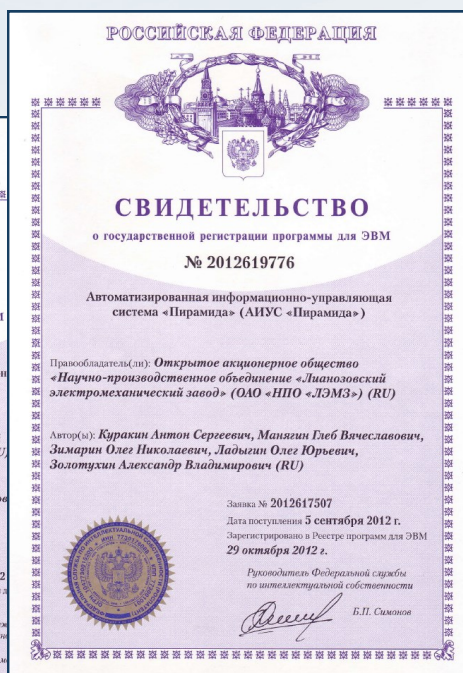 РОССИЙСКАЯ ФЕДЕРАЦИЯ
СВИДЕТЕЛЬСТВО
о государственной регистрации программы для ЭВМ
№ 2012619776
Автоматизированная информационно-управляющая
система «Пирамида» (АИУС «Пирамида»)
Правообладатель(ли): Открытое акционерное общество
«Научно-производственное объединение «Лианозовский
электромеханический завод» (ОАО «НПО «ЛЭМЗ») (RU)
Автор(ы): Куракин Антон Сергеевич, Манягин Глеб Вячеславович,
Зимарин Олег Николаевич, Ладыгин Олег Юрьевич,
Золотухин Александр Владимирович (RU)
Заявка № 2012617507
Дата поступления 5 сентября 2012 г.
Зарегистрировано в Реестре программ для ЭВМ
29 октября 2012 г.
Руководитель Федеральной службы
по интеллектуальной собственности
Б.П. Симонов